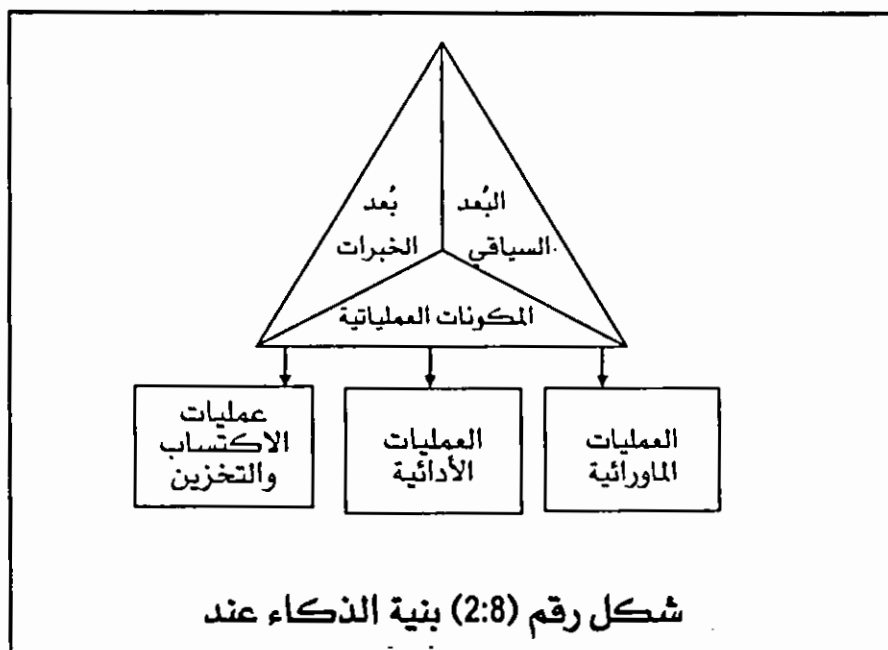 البُعد
السياقي
بُعد
الخبرات
المكونات العملياتية
العمليات
الماورائية
العمليات
الأدائية
عمليات
الاكتساب
والتخزين
شكل رقم (2:8) بنية الذكاء عند